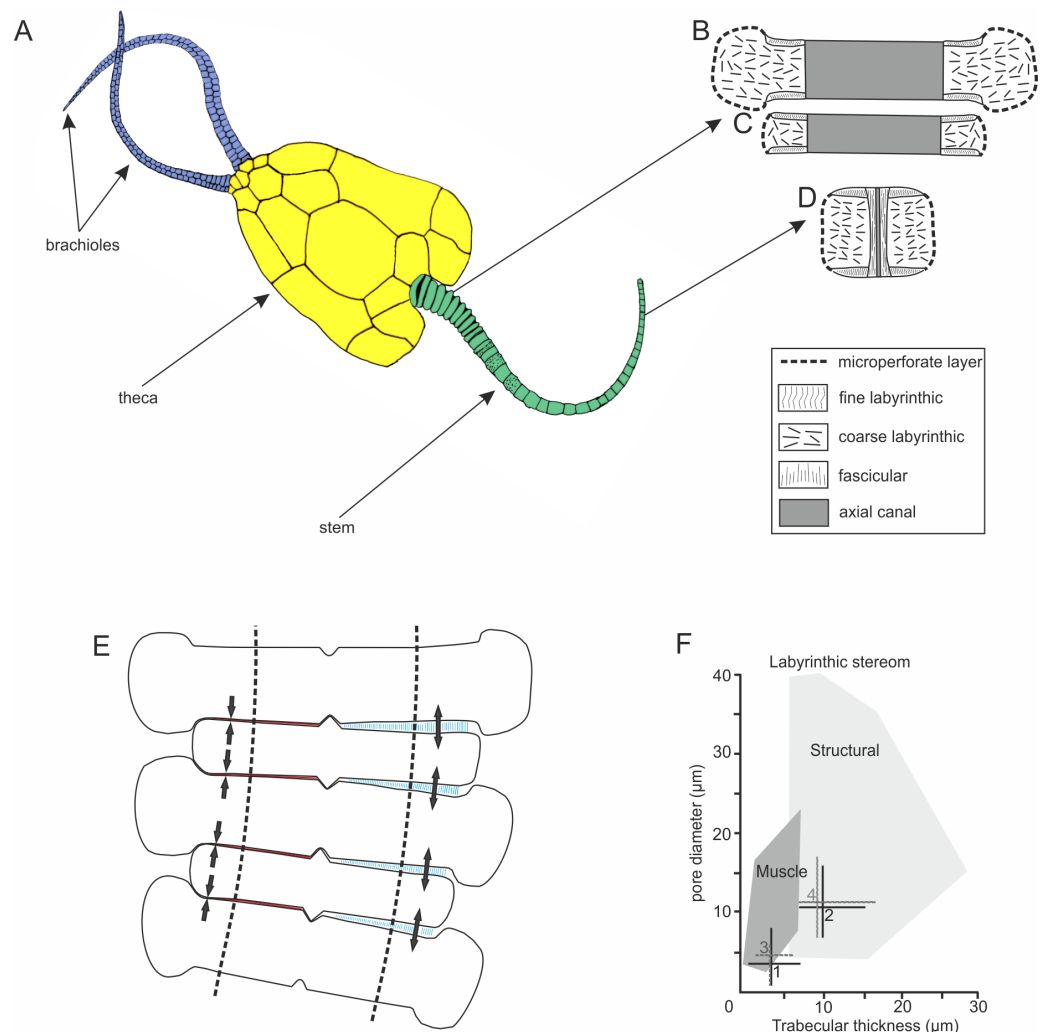 A
brachioles
theca
stem
B
C
D
microperforate layer
fine labyrinthic
coarse labyrinthic
fascicular
axial canal
E
F
Labyrinthic stereom
40
30
20
10
pore diameter (µm)
Structural
Muscle
4
2
3
1
0 10 20 30
Trabecular thickness (µm)